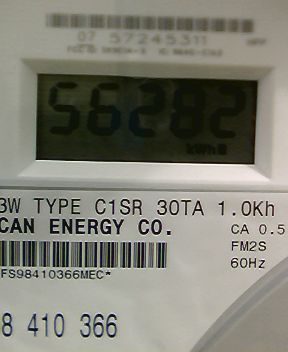 07 57245311
56282
kWh
3W TYPE C1SR 30TA 1.0Kh
CAN ENERGY CO.
CA 0.5
FM2S
60Hz
FS98410366MEC*
8 410 366